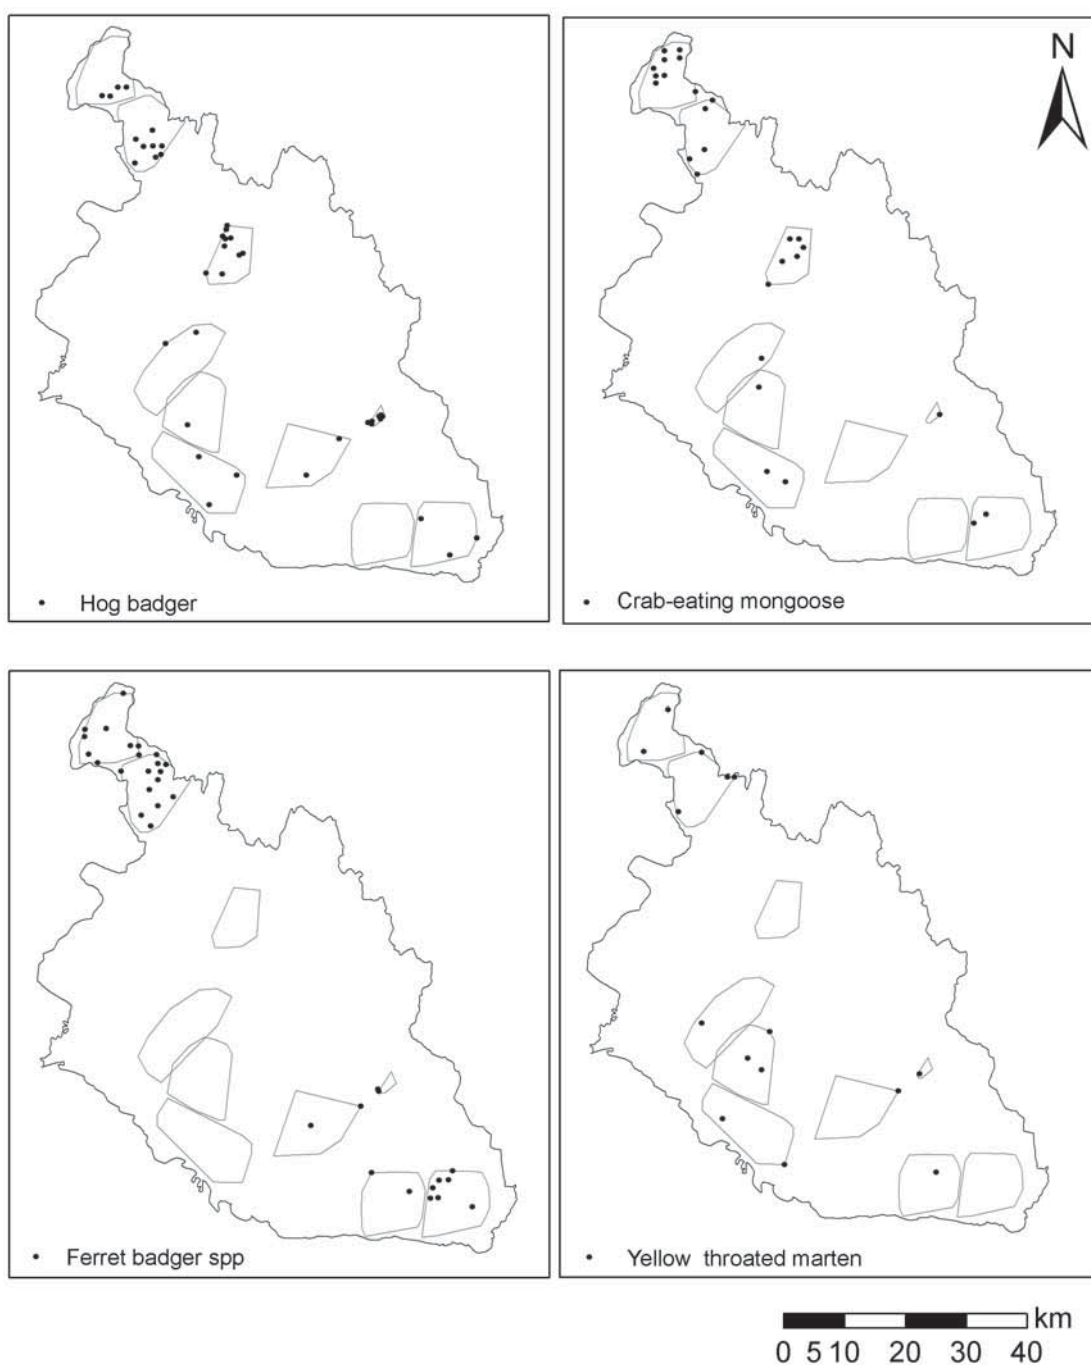 N
Hog badger
Crab-eating mongoose
Ferret badger spp
Yellow throated marten
km
0 5 10 20 30 40